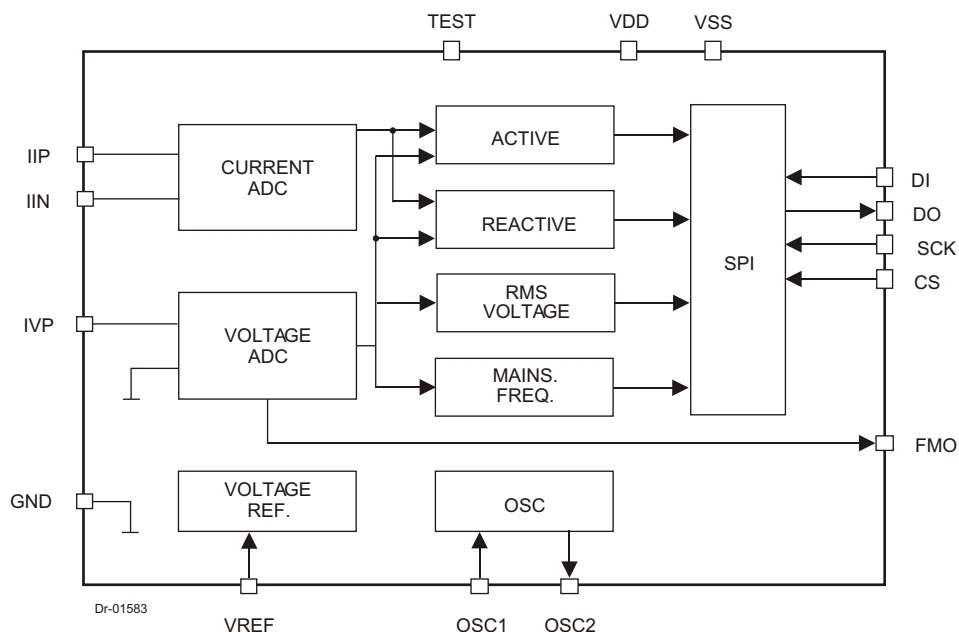 TEST
VDD
VSS
IIP
IIN
CURRENT
ADC
ACTIVE
REACTIVE
SPI
DI
DO
SCK
CS
IVP
VOLTAGE
ADC
RMS
VOLTAGE
MAINS.
FREQ.
FMO
GND
VOLTAGE
REF.
OSC
Dr-01583
VREF
OSC1
OSC2